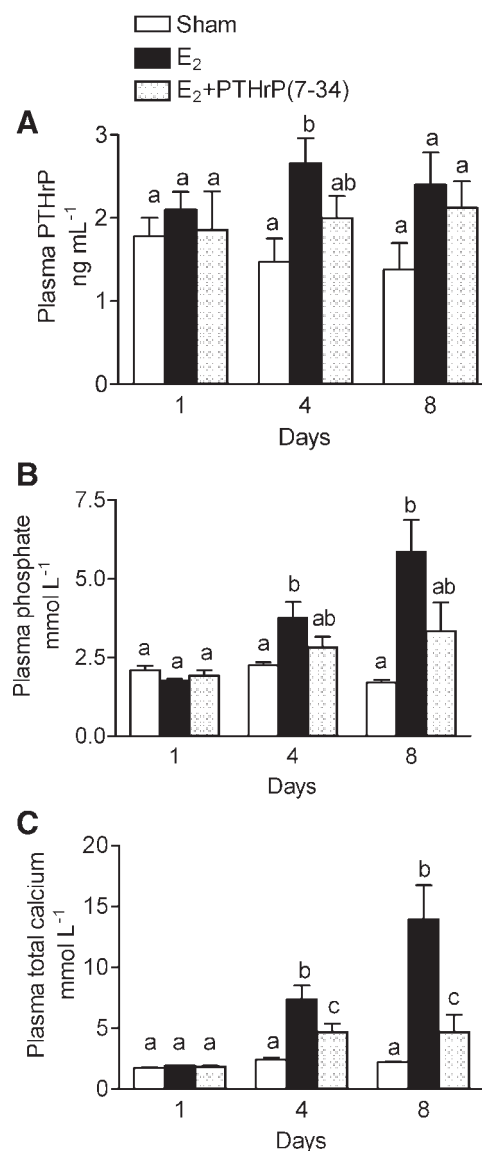 Sham
E₂
E₂+PTHrP(7-34)
A
Plasma PTHrP
ng mL⁻¹
3
2
1
0
a a a
a b ab
a a a
1 4 8
Days
B
Plasma phosphate
mmol L⁻¹
7.5
5.0
2.5
0.0
a a a
a b ab
a b ab
1 4 8
Days
C
Plasma total calcium
mmol L⁻¹
20
15
10
5
0
a a a
a b c
a b c
1 4 8
Days